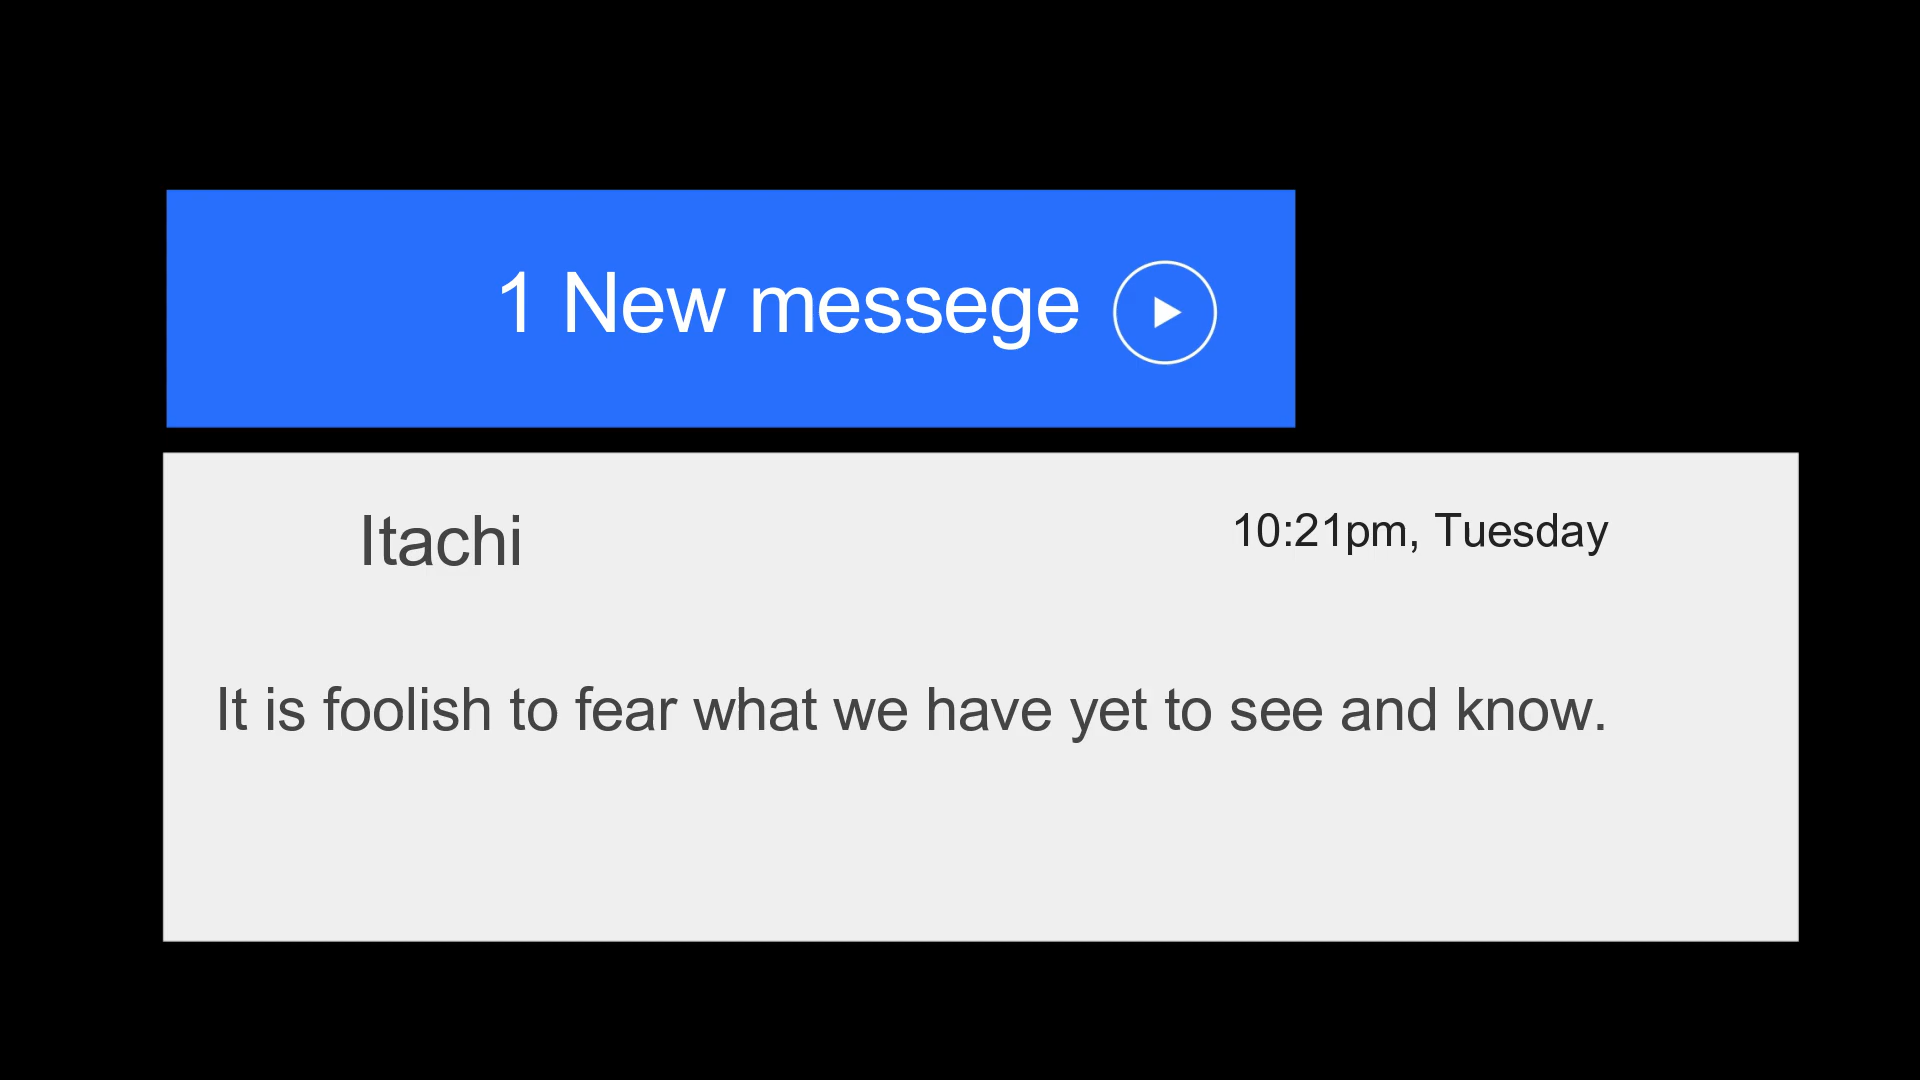 1 New messege
Itachi
10:21pm, Tuesday
It is foolish to fear what we have yet to see and know.